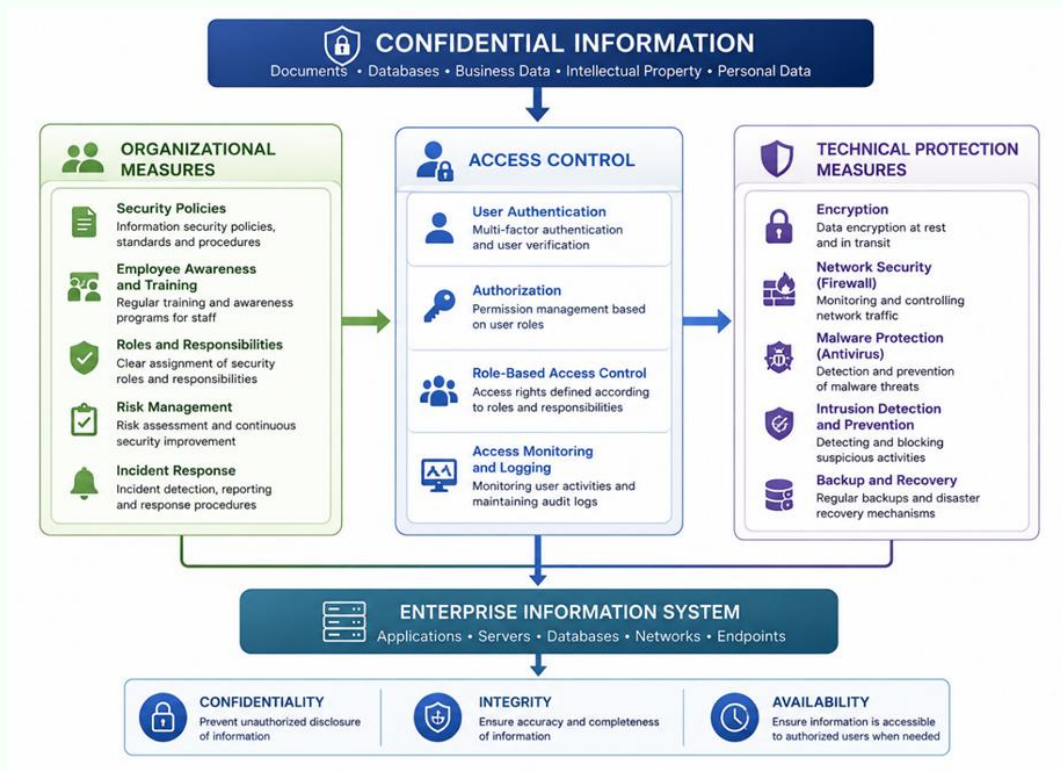 CONFIDENTIAL INFORMATION
Documents • Databases • Business Data • Intellectual Property • Personal Data
ORGANIZATIONAL
MEASURES
Security Policies
Information security policies,
standards and procedures
Employee Awareness
and Training
Regular training and awareness
programs for staff
Roles and Responsibilities
Clear assignment of security
roles and responsibilities
Risk Management
Risk assessment and continuous
security improvement
Incident Response
Incident detection, reporting
and response procedures
ACCESS CONTROL
User Authentication
Multi-factor authentication
and user verification
Authorization
Permission management based
on user roles
Role-Based Access Control
Access rights defined according
to roles and responsibilities
Access Monitoring
and Logging
Monitoring user activities and
maintaining audit logs
TECHNICAL PROTECTION
MEASURES
Encryption
Data encryption at rest
and in transit
Network Security
(Firewall)
Monitoring and controlling
network traffic
Malware Protection
(Antivirus)
Detection and prevention
of malware threats
Intrusion Detection
and Prevention
Detecting and blocking
suspicious activities
Backup and Recovery
Regular backups and disaster
recovery mechanisms
ENTERPRISE INFORMATION SYSTEM
Applications • Servers • Databases • Networks • Endpoints
CONFIDENTIALITY
Prevent unauthorized disclosure
of information
INTEGRITY
Ensure accuracy and completeness
of information
AVAILABILITY
Ensure information is accessible
to authorized users when needed